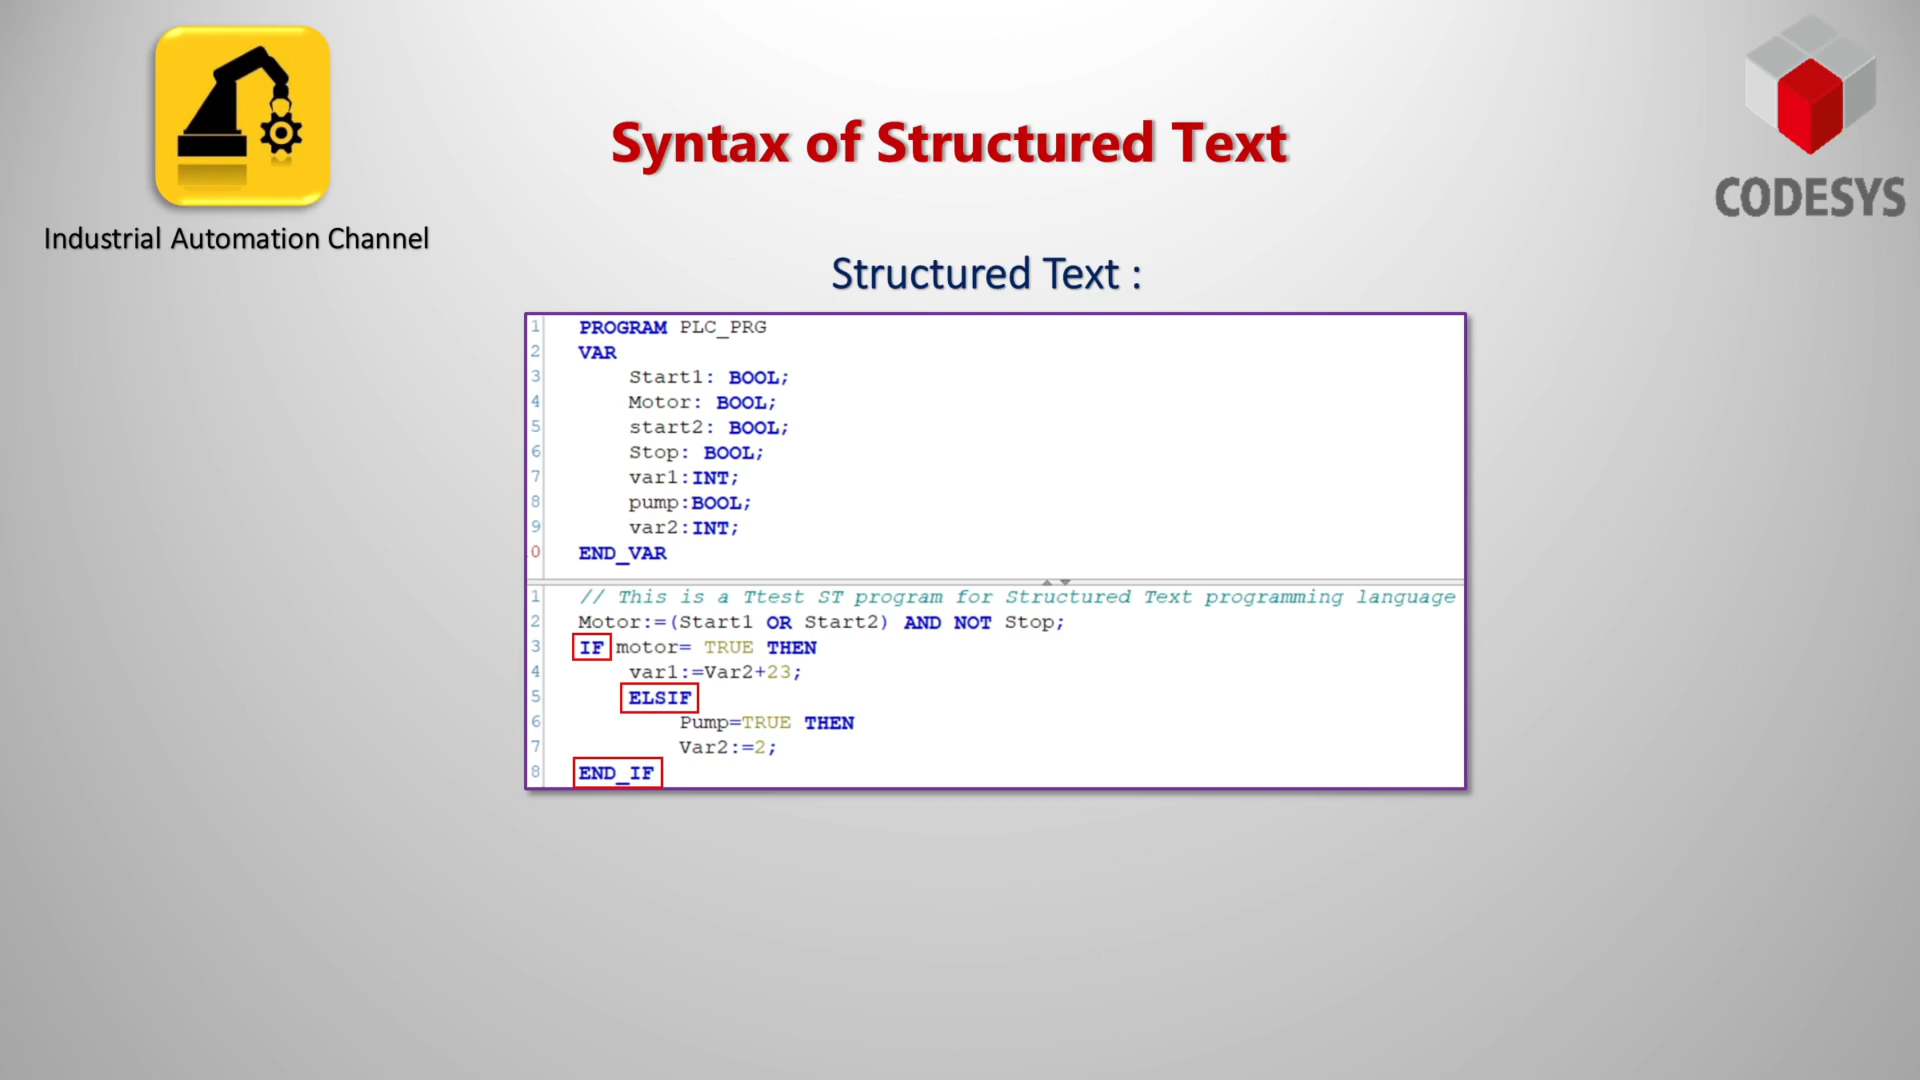 Industrial Automation Channel
Syntax of Structured Text
CODESYS
Structured Text :
1 PROGRAM PLC_PRG
2 VAR
3 Start1: BOOL;
4 Motor: BOOL;
5 start2: BOOL;
6 Stop: BOOL;
7 var1:INT;
8 pump:BOOL;
9 var2:INT;
0 END_VAR
1 // This is a Ttest ST program for Structured Text programming language
2 Motor:=(Start1 OR Start2) AND NOT Stop;
3 IF motor= TRUE THEN
4 var1:=Var2+23;
5 ELSIF
6 Pump=TRUE THEN
7 Var2:=2;
8 END_IF